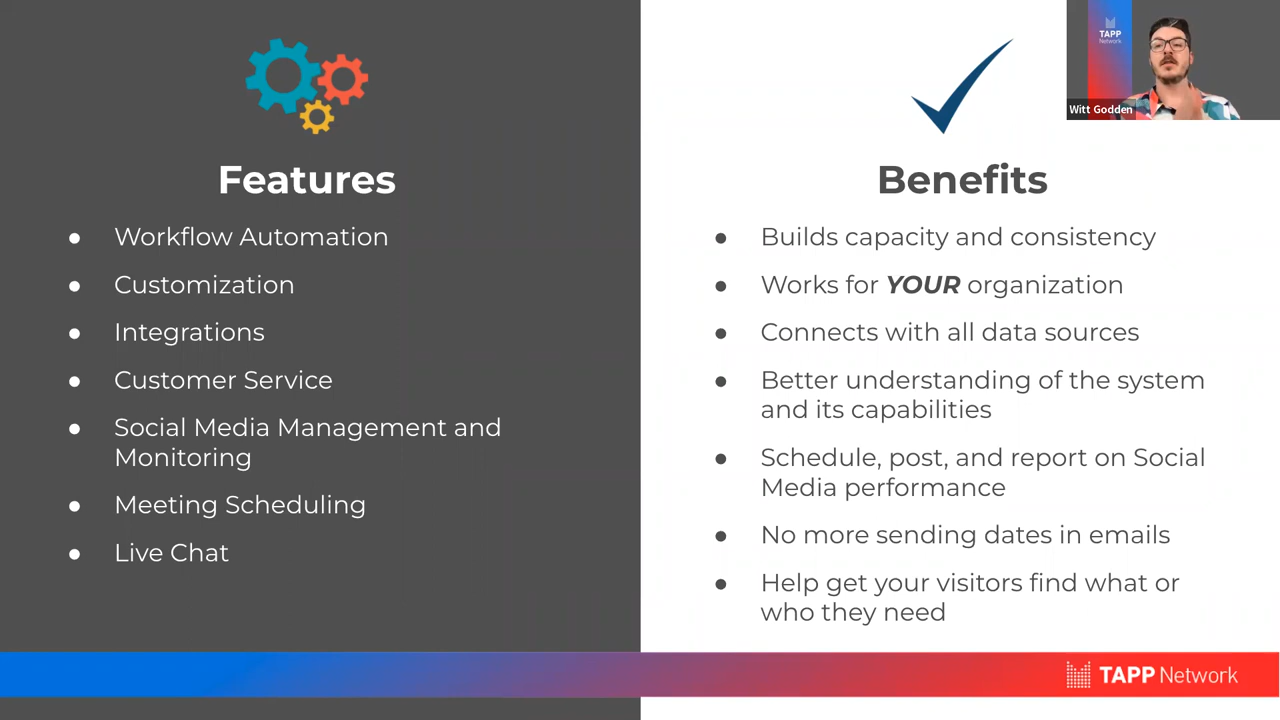 TAPP
Network
Witt Godden
Features
● Workflow Automation
● Customization
● Integrations
● Customer Service
● Social Media Management and
Monitoring
● Meeting Scheduling
● Live Chat
Benefits
● Builds capacity and consistency
● Works for YOUR organization
● Connects with all data sources
● Better understanding of the system
and its capabilities
● Schedule, post, and report on Social
Media performance
● No more sending dates in emails
● Help get your visitors find what or
who they need
TAPP Network